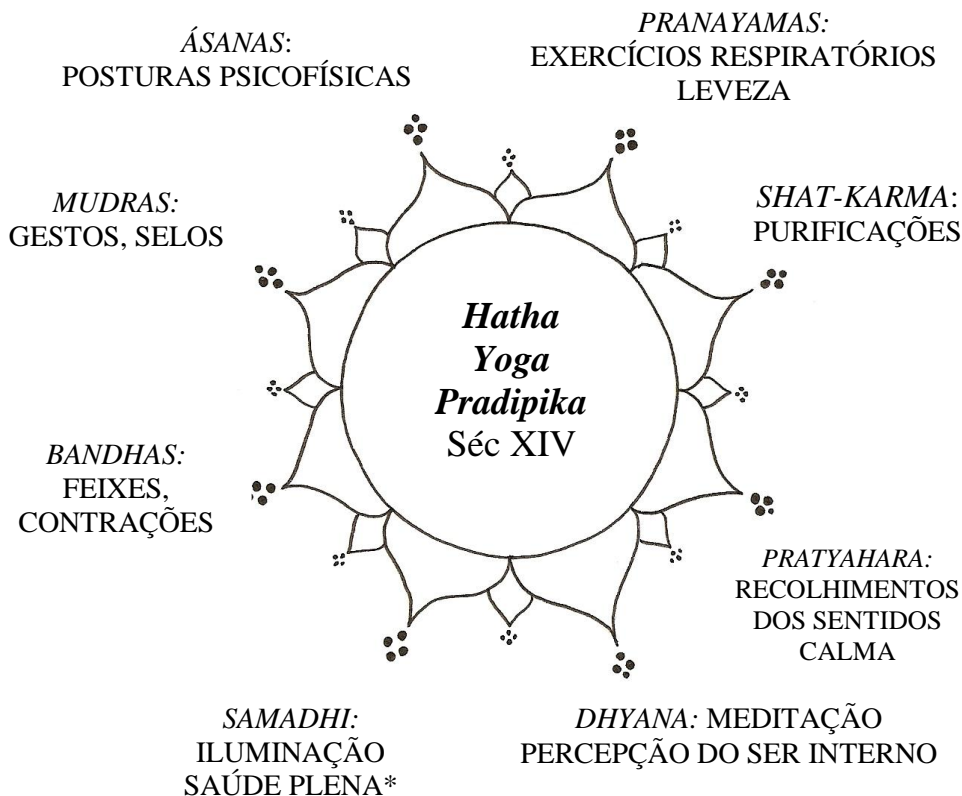 ÁSANAS:
POSTURAS PSICOFÍSICAS
PRANAYAMAS:
EXERCÍCIOS RESPIRATÓRIOS
LEVEZA
MUDRAS:
GESTOS, SELOS
SHAT-KARMA:
PURIFICAÇÕES
Hatha
Yoga
Pradipika
Séc XIV
BANDHAS:
FEIXES,
CONTRAÇÕES
PRATYAHARA:
RECOLHIMENTOS
DOS SENTIDOS
CALMA
SAMADHI:
ILUMINAÇÃO
SAÚDE PLENA*
DHYANA: MEDITAÇÃO
PERCEPÇÃO DO SER INTERNO